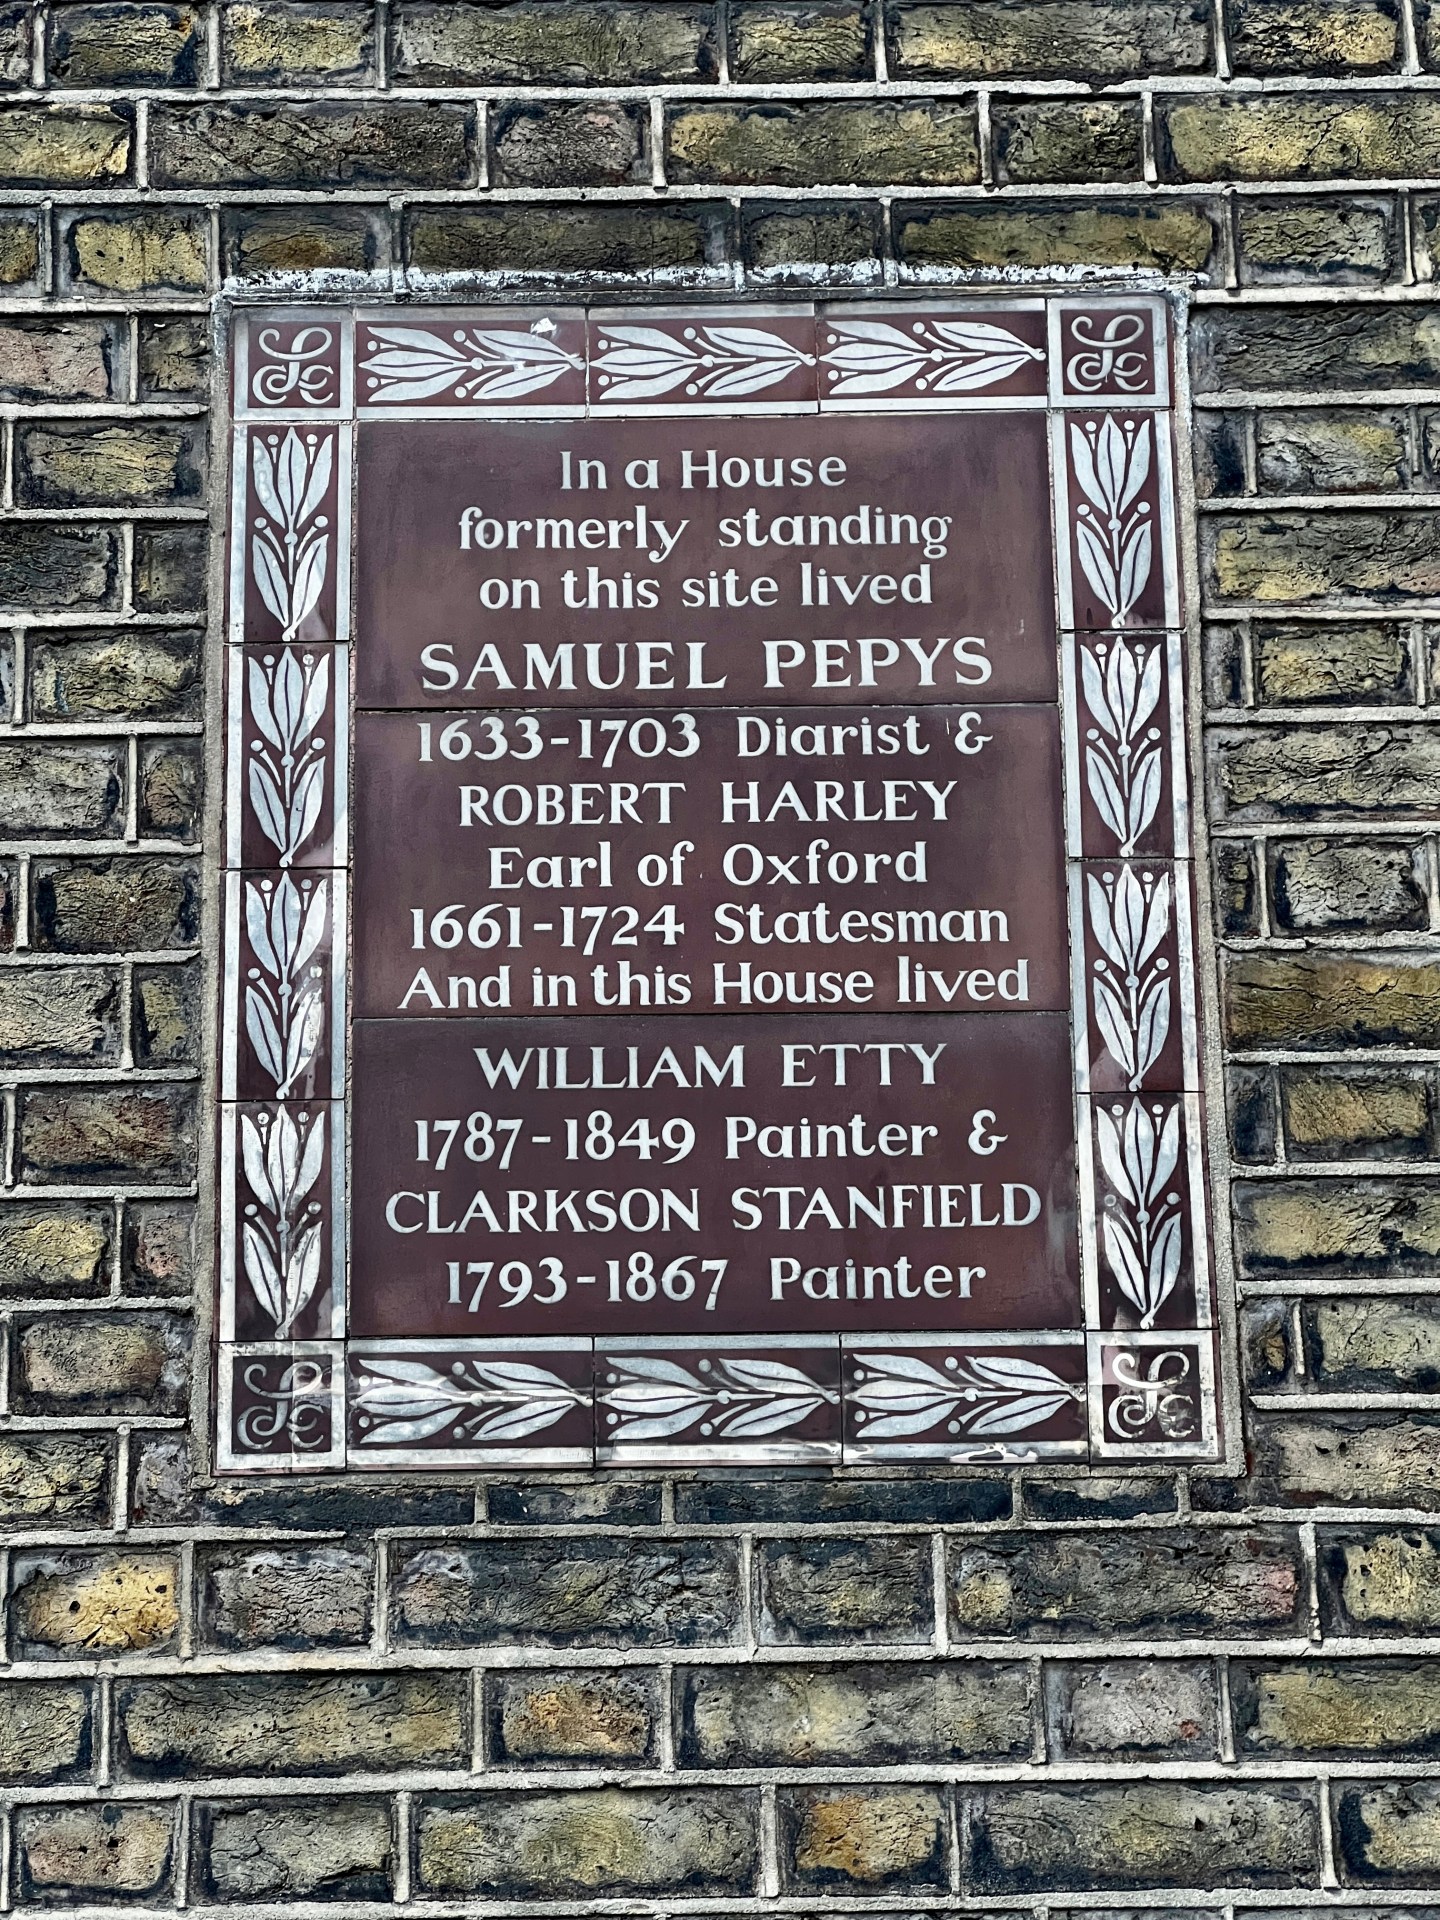 In a House
formerly standing
on this site lived
SAMUEL PEPYS
1633-1703 Diarist &
ROBERT HARLEY
Earl of Oxford
1661-1724 Statesman
And in this House lived
WILLIAM ETTY
1787-1849 Painter &
CLARKSON STANFIELD
1793-1867 Painter